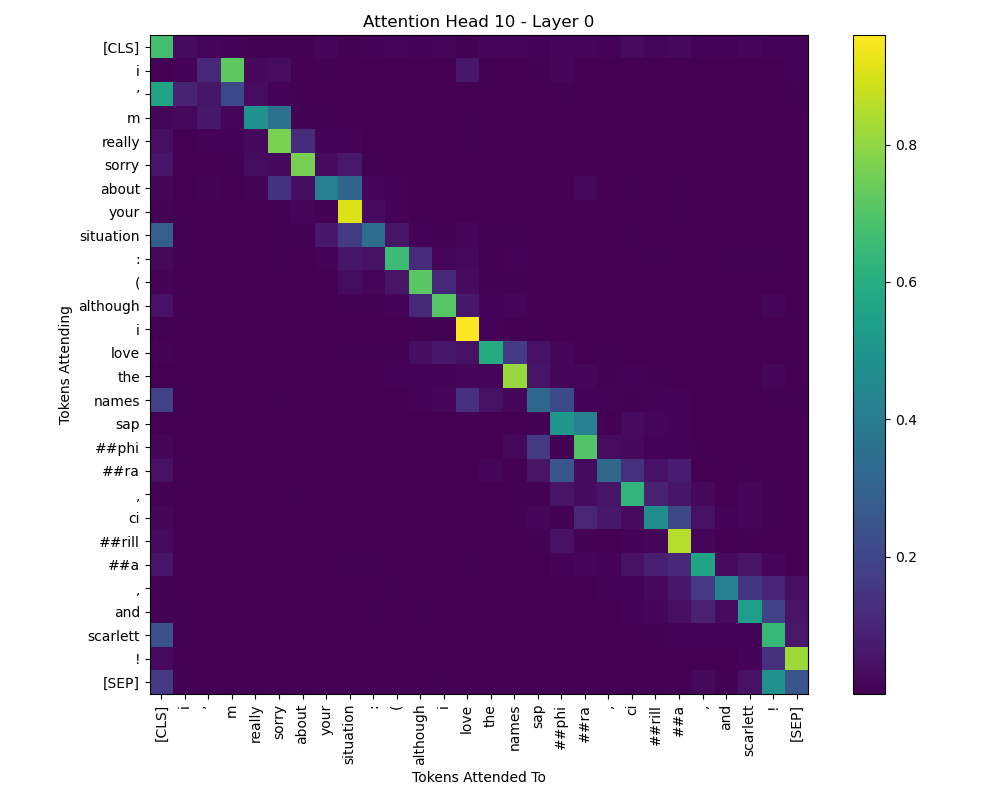 Attention Head 10 - Layer 0
Tokens Attending
[CLS]
i
’
m
really
sorry
about
your
situation
:
(
although
i
love
the
names
sap
##phi
##ra
,
ci
##rill
##a
,
and
scarlett
!
[SEP]
[CLS]
i
’
m
really
sorry
about
your
situation
:
(
although
i
love
the
names
sap
##phi
##ra
,
ci
##rill
##a
,
and
scarlett
!
[SEP]
Tokens Attended To
0.8
0.6
0.4
0.2